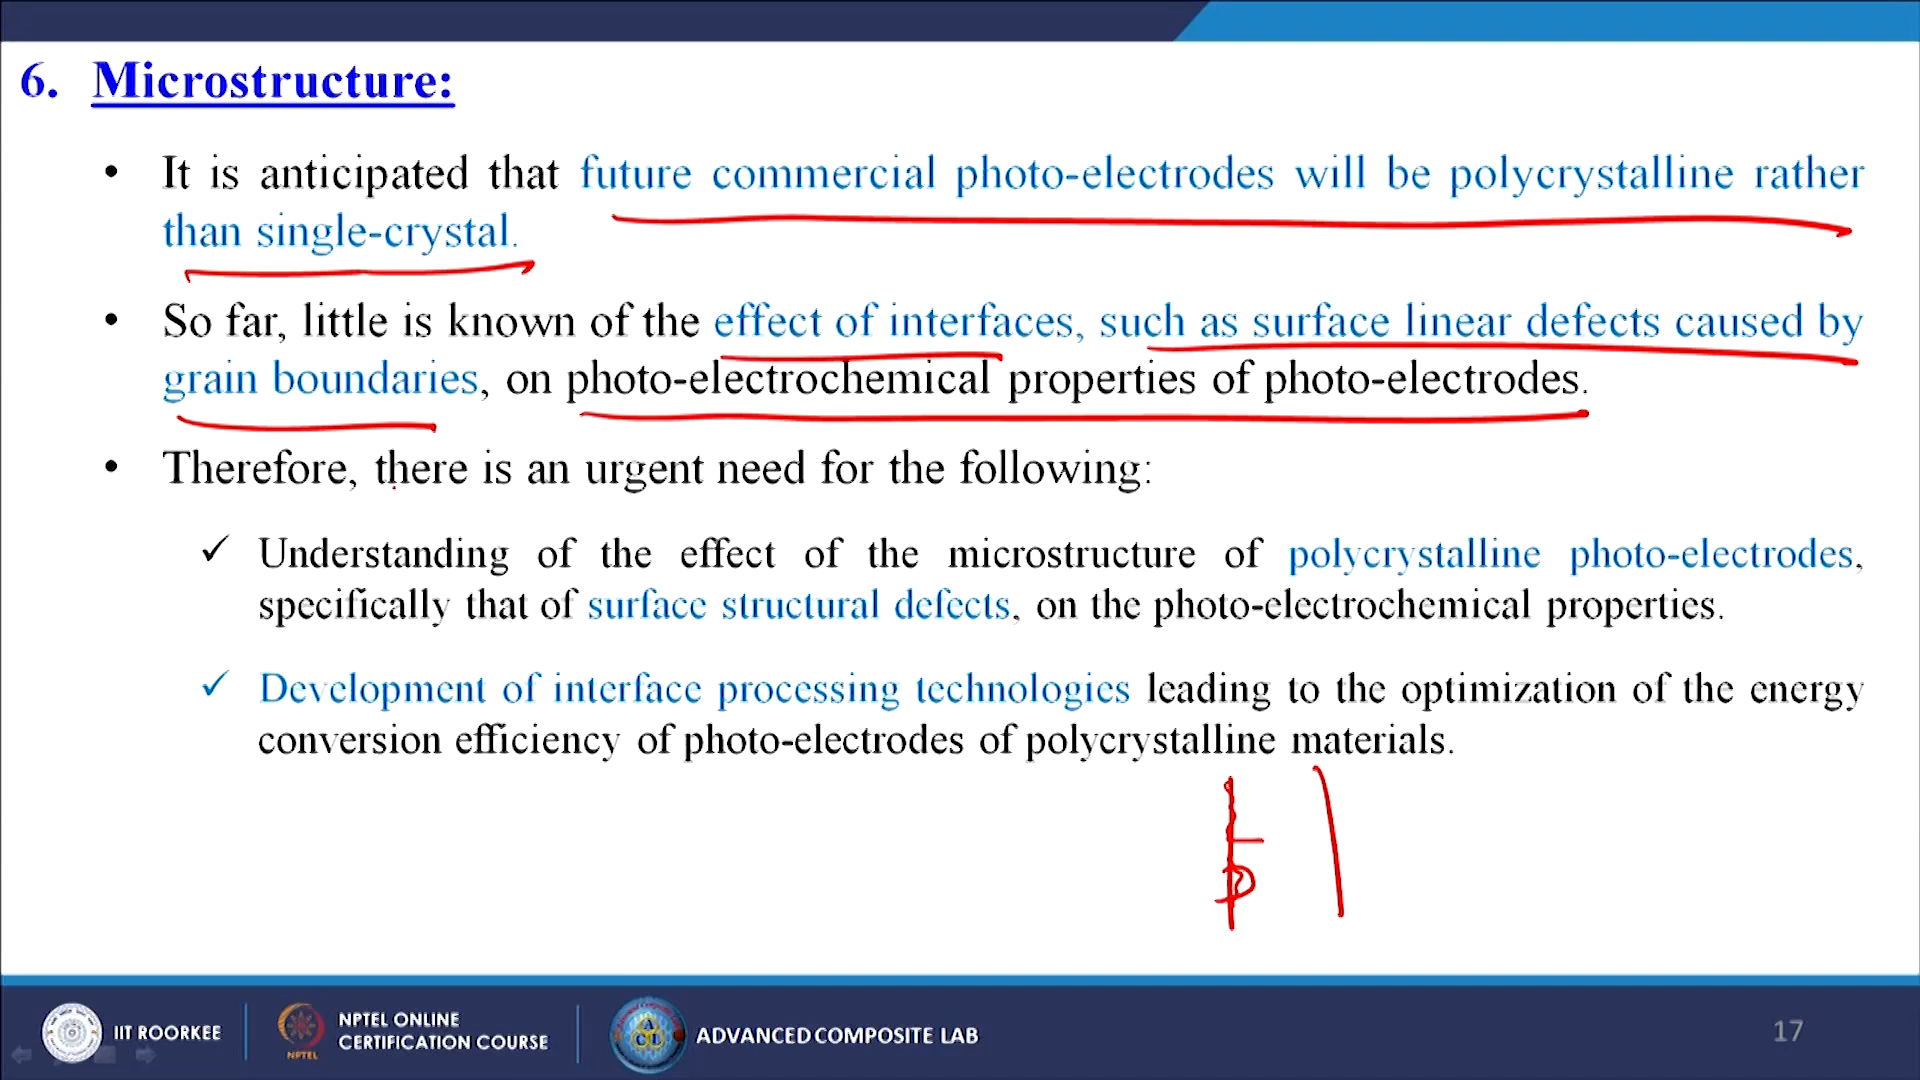 6. Microstructure:
• It is anticipated that future commercial photo-electrodes will be polycrystalline rather
than single-crystal.
• So far, little is known of the effect of interfaces, such as surface linear defects caused by
grain boundaries, on photo-electrochemical properties of photo-electrodes.
• Therefore, there is an urgent need for the following:
✓ Understanding of the effect of the microstructure of polycrystalline photo-electrodes,
specifically that of surface structural defects, on the photo-electrochemical properties.
✓ Development of interface processing technologies leading to the optimization of the energy
conversion efficiency of photo-electrodes of polycrystalline materials.
IIT ROORKEE
NPTEL
NPTEL ONLINE
CERTIFICATION COURSE
ADVANCED COMPOSITE LAB
17